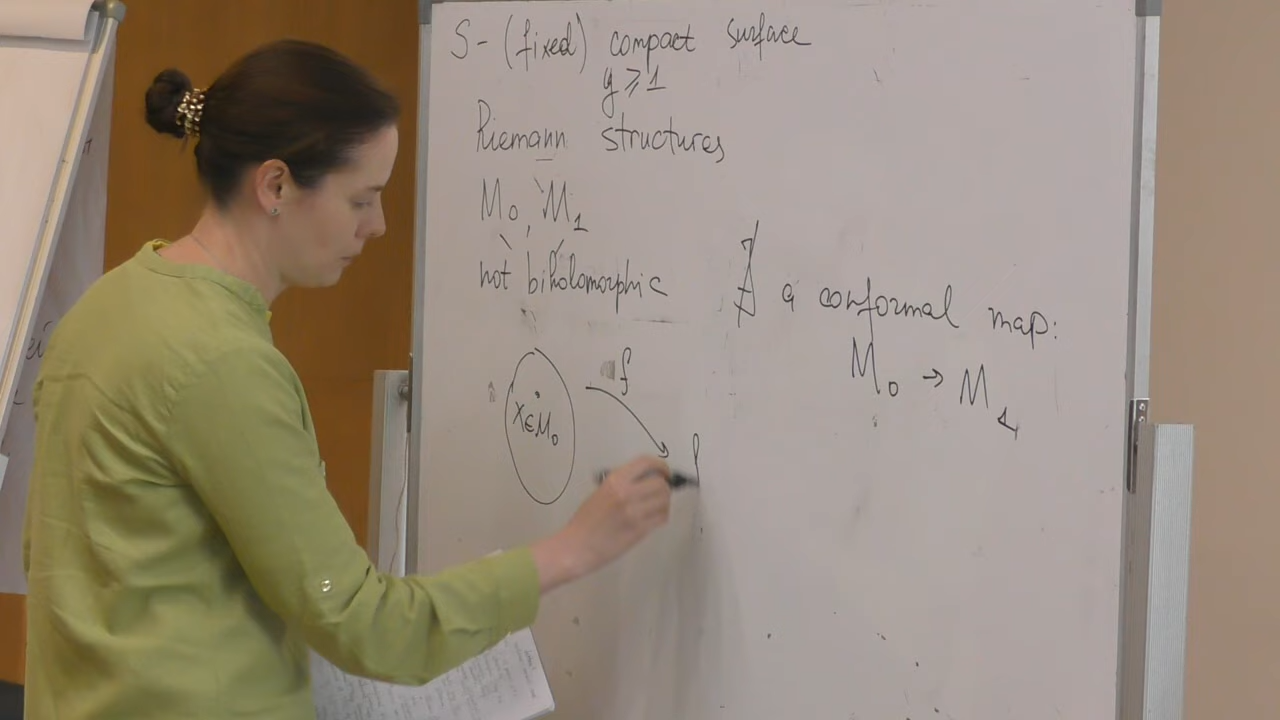 S - (fixed) compact surface
g ⩾ 1
Riemann structures
M₀, M₁
not biholomorphic
∄ a conformal map:
M₀ → M₁
f
x∈M₀